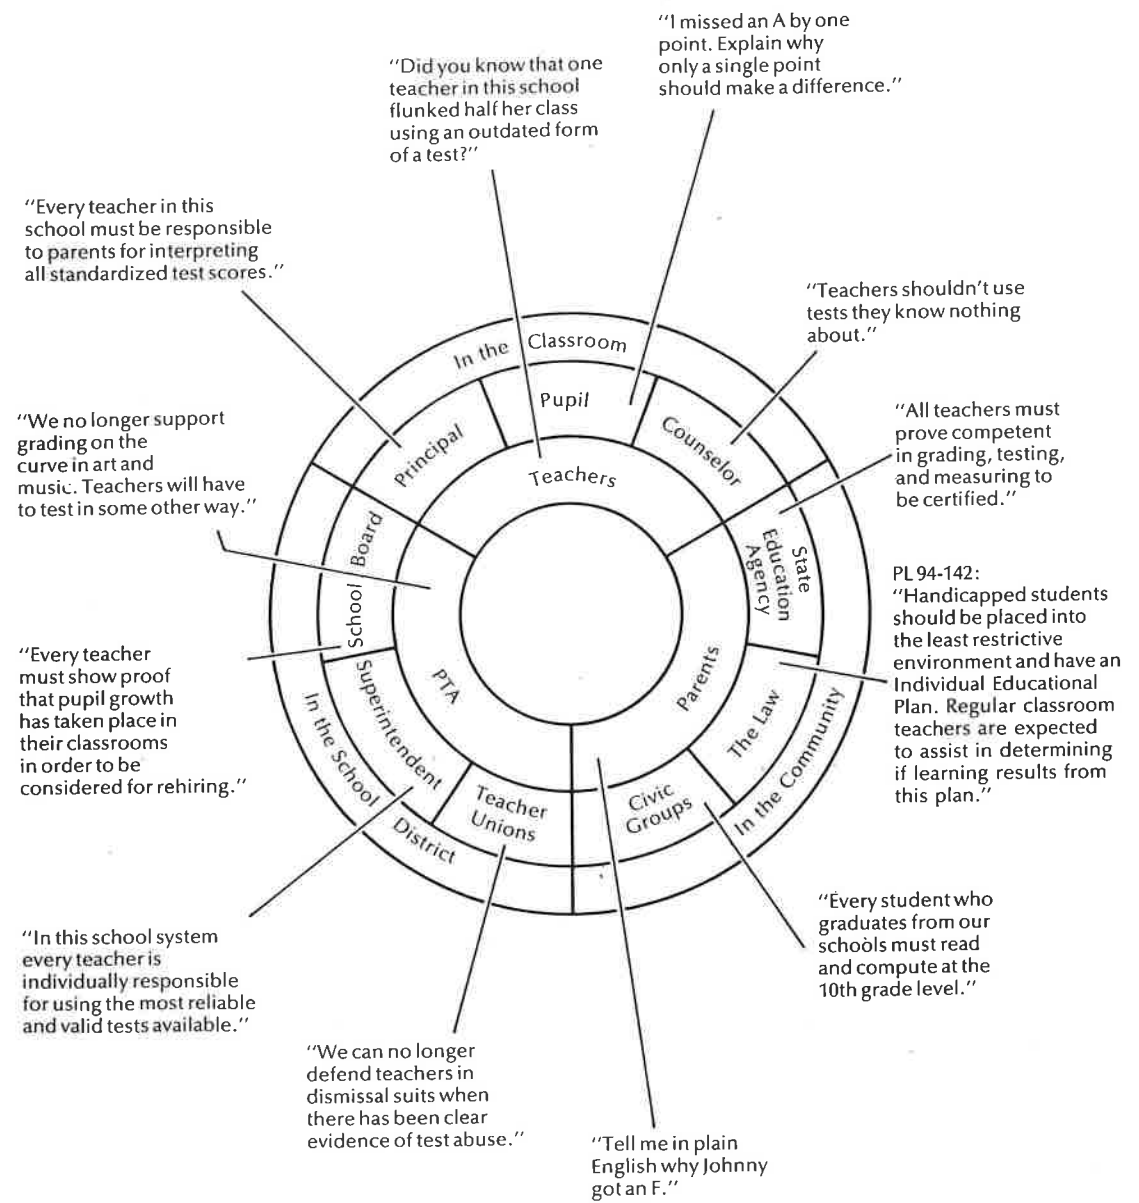 "I missed an A by one
point. Explain why
only a single point
should make a difference."
"Did you know that one
teacher in this school
flunked half her class
using an outdated form
of a test?"
"Every teacher in this
school must be responsible
to parents for interpreting
all standardized test scores."
"Teachers shouldn't use
tests they know nothing
about."
"We no longer support
grading on the
curve in art and
music. Teachers will have
to test in some other way."
"All teachers must
prove competent
in grading, testing,
and measuring to
be certified."
PL 94-142:
"Handicapped students
should be placed into
the least restrictive
environment and have an
Individual Educational
Plan. Regular classroom
teachers are expected
to assist in determining
if learning results from
this plan."
"Every teacher
must show proof
that pupil growth
has taken place in
their classrooms
in order to be
considered for rehiring."
"In this school system
every teacher is
individually responsible
for using the most reliable
and valid tests available."
"Every student who
graduates from our
schools must read
and compute at the
10th grade level."
"We can no longer
defend teachers in
dismissal suits when
there has been clear
evidence of test abuse."
"Tell me in plain
English why Johnny
got an F."
In the Classroom
Principal
Pupil
Counselor
Teachers
School Board
State
Education
Agency
PTA
Parents
Superintendent
The Law
Teacher
Unions
Civic
Groups
In the School District
In the Community